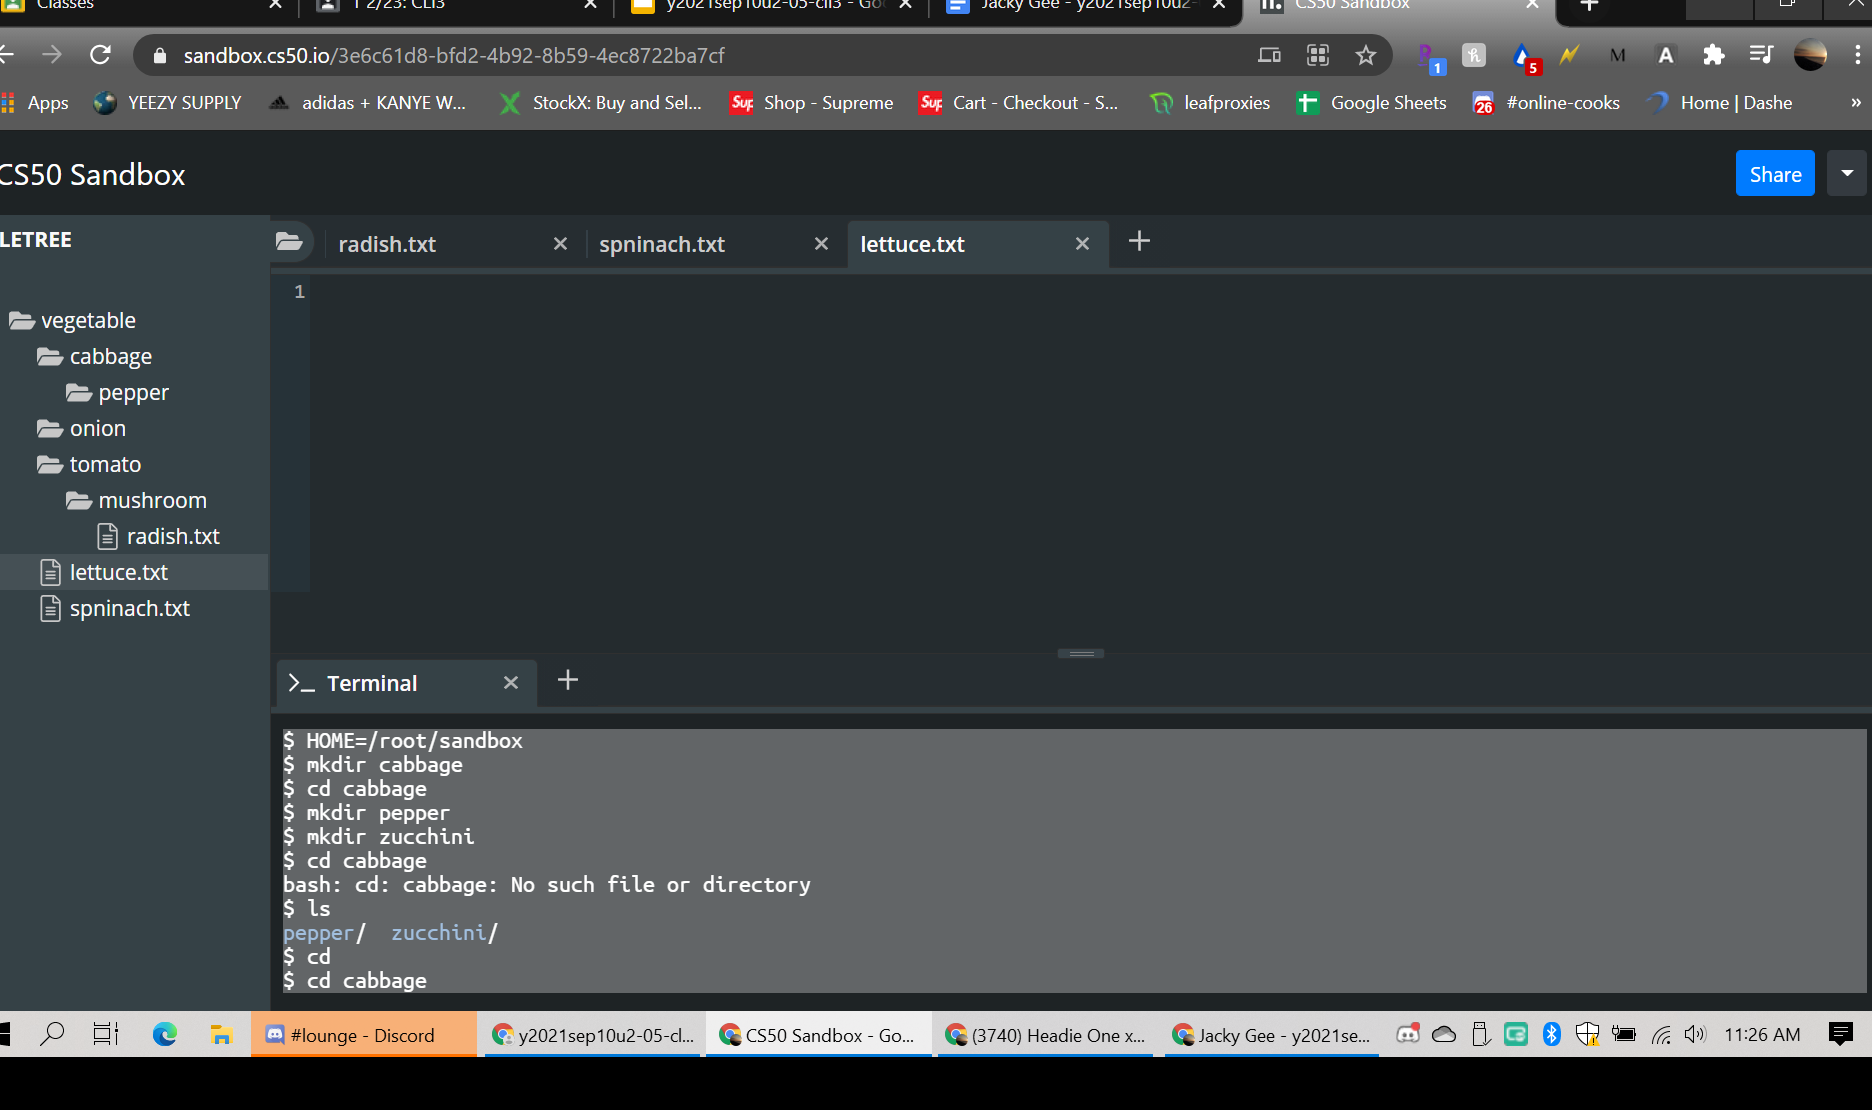 Classes
T 2/23: CLI3
y2021sep10u2-05-cli3 - Goo
Jacky Gee - y2021sep10u2-
CS50 Sandbox
sandbox.cs50.io/3e6c61d8-bfd2-4b92-8b59-4ec8722ba7cf
1
h
5
M
A
Apps
YEEZY SUPPLY
adidas + KANYE W...
StockX: Buy and Sel...
Sup Shop - Supreme
Sup Cart - Checkout - S...
leafproxies
Google Sheets
26 #online-cooks
Home | Dashe
»
CS50 Sandbox
Share
LETREE
radish.txt
spninach.txt
lettuce.txt
1
vegetable
cabbage
pepper
onion
tomato
mushroom
radish.txt
lettuce.txt
spninach.txt
>_ Terminal
$ HOME=/root/sandbox
$ mkdir cabbage
$ cd cabbage
$ mkdir pepper
$ mkdir zucchini
$ cd cabbage
bash: cd: cabbage: No such file or directory
$ ls
pepper/  zucchini/
$ cd
$ cd cabbage
#lounge - Discord
y2021sep10u2-05-cl...
CS50 Sandbox - Go...
(3740) Headie One x...
Jacky Gee - y2021se...
11:26 AM